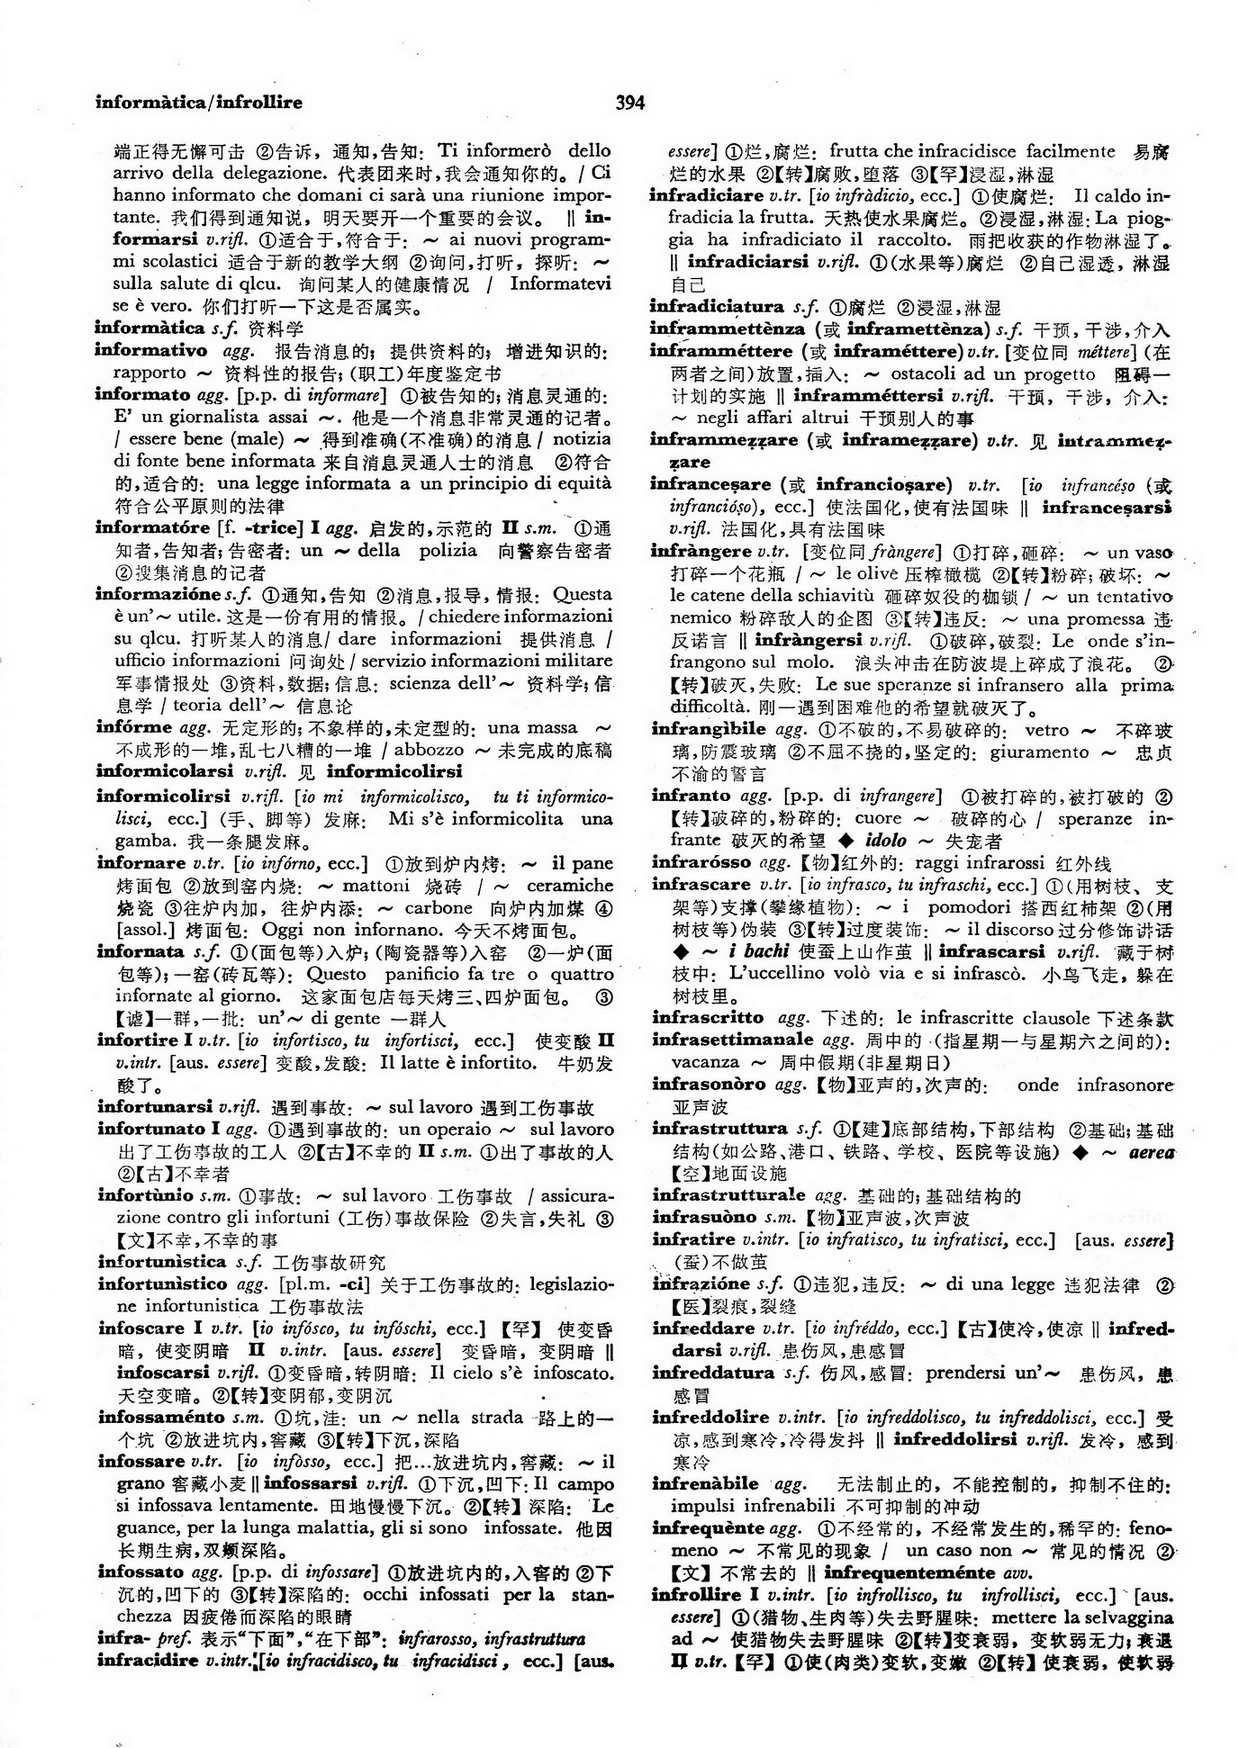 informàtica/infrollire
394
端正得无懈可击 ②告诉, 通知,告知: Ti informerò dello
arrivo della delegazione. 代表团来时,我会通知你的。/ Ci
hanno informato che domani ci sarà una riunione impor-
tante. 我们得到通知说, 明天要开一个重要的会议。 ‖ in-
formarsi v.rifl. ①适合于,符合于: ~ ai nuovi program-
mi scolastici 适合于新的教学大纲 ②询问,打听, 探听: ~
sulla salute di qlcu. 询问某人的健康情况 / Informatevi
se è vero. 你们打听一下这是否属实。
informàtica s.f. 资料学
informativo agg. 报告消息的; 提供资料的; 增进知识的:
rapporto ~ 资料性的报告; (职工)年度鉴定书
informato agg. [p.p. di informare] ①被告知的; 消息灵通的:
E' un giornalista assai ~. 他是一个消息非常灵通的记者。
/ essere bene (male) ~ 得到准确(不准确)的消息 / notizia
di fonte bene informata 来自消息灵通人士的消息 ②符合
的,适合的: una legge informata a un principio di equità
符合公平原则的法律
informatóre [f. -trice] I agg. 启发的,示范的 II s.m. ①通
知者,告知者; 告密者: un ~ della polizia 向警察告密者
②搜集消息的记者
informazióne s.f. ①通知,告知 ②消息,报导, 情报: Questa
è un'~ utile. 这是一份有用的情报。/ chiedere informazioni
su qlcu. 打听某人的消息/ dare informazioni 提供消息 /
ufficio informazioni 问询处 / servizio informazioni militare
军事情报处 ③资料,数据; 信息: scienza dell'~ 资料学; 信
息学 / teoria dell'~ 信息论
infórme agg. 无定形的; 不象样的,未定型的: una massa ~
不成形的一堆,乱七八糟的一堆 / abbozzo ~ 未完成的底稿
informicolarsi v.rifl. 见 informicolirsi
informicolirsi v.rifl. [io mi informicolisco, tu ti informico-
lisci, ecc.] (手、脚等) 发麻: Mi s'è informicolita una
gamba. 我一条腿发麻。
infornare v.tr. [io infórno, ecc.] ①放到炉内烤: ~ il pane
烤面包 ②放到窑内烧: ~ mattoni 烧砖 / ~ ceramiche
烧瓷 ③往炉内加, 往炉内添: ~ carbone 向炉内加煤 ④
[assol.] 烤面包: Oggi non infornano. 今天不烤面包。
infornata s.f. ①(面包等)入炉; (陶瓷器等)入窑 ②一炉(面
包等); 一窑(砖瓦等): Questo panificio fa tre o quattro
infornate al giorno. 这家面包店每天烤三、四炉面包。 ③
【谑】一群,一批: un'~ di gente 一群人
infortire I v.tr. [io infortisco, tu infortisci, ecc.] 使变酸 II
v.intr. [aus. essere] 变酸,发酸: Il latte è infortito. 牛奶发
酸了。
infortunarsi v.rifl. 遇到事故: ~ sul lavoro 遇到工伤事故
infortunato I agg. ①遇到事故的: un operaio ~ sul lavoro
出了工伤事故的工人 ②【古】不幸的 II s.m. ①出了事故的人
②【古】不幸者
infortùnio s.m. ①事故: ~ sul lavoro 工伤事故 / assicura-
zione contro gli infortuni (工伤)事故保险 ②失言,失礼 ③
【文】不幸,不幸的事
infortunìstica s.f. 工伤事故研究
infortunìstico agg. [pl.m. -ci] 关于工伤事故的: legislazio-
ne infortunistica 工伤事故法
infoscare I v.tr. [io infósco, tu infóschi, ecc.] 【罕】 使变昏
暗, 使变阴暗 II v.intr. [aus. essere] 变昏暗, 变阴暗 ‖
infoscarsi v.rifl. ①变昏暗,转阴暗: Il cielo s'è infoscato.
天空变暗。②【转】变阴郁,变阴沉
infossaménto s.m. ①坑,洼: un ~ nella strada 路上的一
个坑 ②放进坑内,窖藏 ③【转】下沉,深陷
infossare v.tr. [io infòsso, ecc.] 把…放进坑内,窖藏: ~ il
grano 窖藏小麦 ‖ infossarsi v.rifl. ①下沉,凹下: Il campo
si infossava lentamente. 田地慢慢下沉。②【转】深陷: Le
guance, per la lunga malattia, gli si sono infossate. 他因
长期生病,双颊深陷。
infossato agg. [p.p. di infossare] ①放进坑内的,入窖的 ②下
沉的,凹下的 ③【转】深陷的: occhi infossati per la stan-
chezza 因疲倦而深陷的眼睛
infra- pref. 表示“下面”,“在下部”: infrarosso, infrastruttura
infracidire v.intr. [io infracidisco, tu infracidisci, ecc.] [aus.
essere] ①烂,腐烂: frutta che infracidisce facilmente 易腐
烂的水果 ②【转】腐败,堕落 ③【罕】浸湿,淋湿
infradiciare v.tr. [io infràdicio, ecc.] ①使腐烂: Il caldo in-
fradicia la frutta. 天热使水果腐烂。②浸湿,淋湿: La piog-
gia ha infradiciato il raccolto. 雨把收获的作物淋湿了。
‖ infradiciarsi v.rifl. ①(水果等)腐烂 ②自己湿透, 淋湿
自己
infradiciatura s.f. ①腐烂 ②浸湿,淋湿
inframmettènza (或 inframettènza) s.f. 干预,干涉,介入
inframméttere (或 inframéttere) v.tr. [变位同 méttere] (在
两者之间)放置,插入: ~ ostacoli ad un progetto 阻碍一
计划的实施 ‖ inframméttersi v.rifl. 干预, 干涉, 介入:
~ negli affari altrui 干预别人的事
inframmeẓẓare (或 inframeẓẓare) v.tr. 见 intrammeẓ-
ẓare
infranceṣare (或 infrancioṣare) v.tr. [io infrancéṣo (或
infrancióṣo), ecc.] 使法国化,使有法国味 ‖ infranceṣarsi
v.rifl. 法国化,具有法国味
infràngere v.tr. [变位同 fràngere] ①打碎,砸碎: ~ un vaso
打碎一个花瓶 / ~ le olive 压榨橄榄 ②【转】粉碎; 破坏: ~
le catene della schiavitù 砸碎奴役的枷锁 / ~ un tentativo
nemico 粉碎敌人的企图 ③【转】违反: ~ una promessa 违
反诺言 ‖ infràngersi v.rifl. ①破碎,破裂: Le onde s'in-
frangono sul molo. 浪头冲击在防波堤上碎成了浪花。 ②
【转】破灭,失败: Le sue speranze si infransero alla prima
difficoltà. 刚一遇到困难他的希望就破灭了。
infrangìbile agg. ①不破的,不易破碎的: vetro ~ 不碎玻
璃,防震玻璃 ②不屈不挠的,坚定的: giuramento ~ 忠贞
不渝的誓言
infranto agg. [p.p. di infrangere] ①被打碎的,被打破的 ②
【转】破碎的,粉碎的: cuore ~ 破碎的心 / speranze in-
frante 破灭的希望 ◆ idolo ~ 失宠者
infrarósso agg. 【物】红外的: raggi infrarossi 红外线
infrascare v.tr. [io infrasco, tu infraschi, ecc.] ①(用树枝、支
架等)支撑(攀缘植物): ~ i pomodori 搭西红柿架 ②(用
树枝等)伪装 ③【转】过度装饰: ~ il discorso 过分修饰讲话
◆ ~ i bachi 使蚕上山作茧 ‖ infrascarsi v.rifl. 藏于树
枝中: L'uccellino volò via e si infrascò. 小鸟飞走, 躲在
树枝里。
infrascritto agg. 下述的: le infrascritte clausole 下述条款
infrasettimanale agg. 周中的 (指星期一与星期六之间的):
vacanza ~ 周中假期(非星期日)
infrasonòro agg. 【物】亚声的,次声的: onde infrasonore
亚声波
infrastruttura s.f. ①【建】底部结构,下部结构 ②基础; 基础
结构(如公路、港口、铁路、学校、医院等设施) ◆ ~ aerea
【空】地面设施
infrastrutturale agg. 基础的; 基础结构的
infrasuòno s.m. 【物】亚声波,次声波
infratire v.intr. [io infratisco, tu infratisci, ecc.] [aus. essere]
(蚕)不做茧
infrazióne s.f. ①违犯,违反: ~ di una legge 违犯法律 ②
【医】裂痕,裂缝
infreddare v.tr. [io infréddo, ecc.] 【古】使冷,使凉 ‖ infred-
darsi v.rifl. 患伤风,患感冒
infreddatura s.f. 伤风,感冒: prendersi un'~ 患伤风, 患
感冒
infreddolire v.intr. [io infreddolisco, tu infreddolisci, ecc.] 受
凉,感到寒冷,冷得发抖 ‖ infreddolirsi v.rifl. 发冷, 感到
寒冷
infrenàbile agg. 无法制止的, 不能控制的, 抑制不住的:
impulsi infrenabili 不可抑制的冲动
infrequènte agg. ①不经常的, 不经常发生的,稀罕的: feno-
meno ~ 不常见的现象 / un caso non ~ 常见的情况 ②
【文】 不常去的 ‖ infrequenteménte avv.
infrollire I v.intr. [io infrollisco, tu infrollisci, ecc.] [aus.
essere] ①(猎物、生肉等)失去野腥味: mettere la selvaggina
ad ~ 使猎物失去野腥味 ②【转】变衰弱, 变软弱无力; 衰退
II v.tr. 【罕】 ①使(肉类)变软,变嫩 ②【转】使衰弱, 使软弱